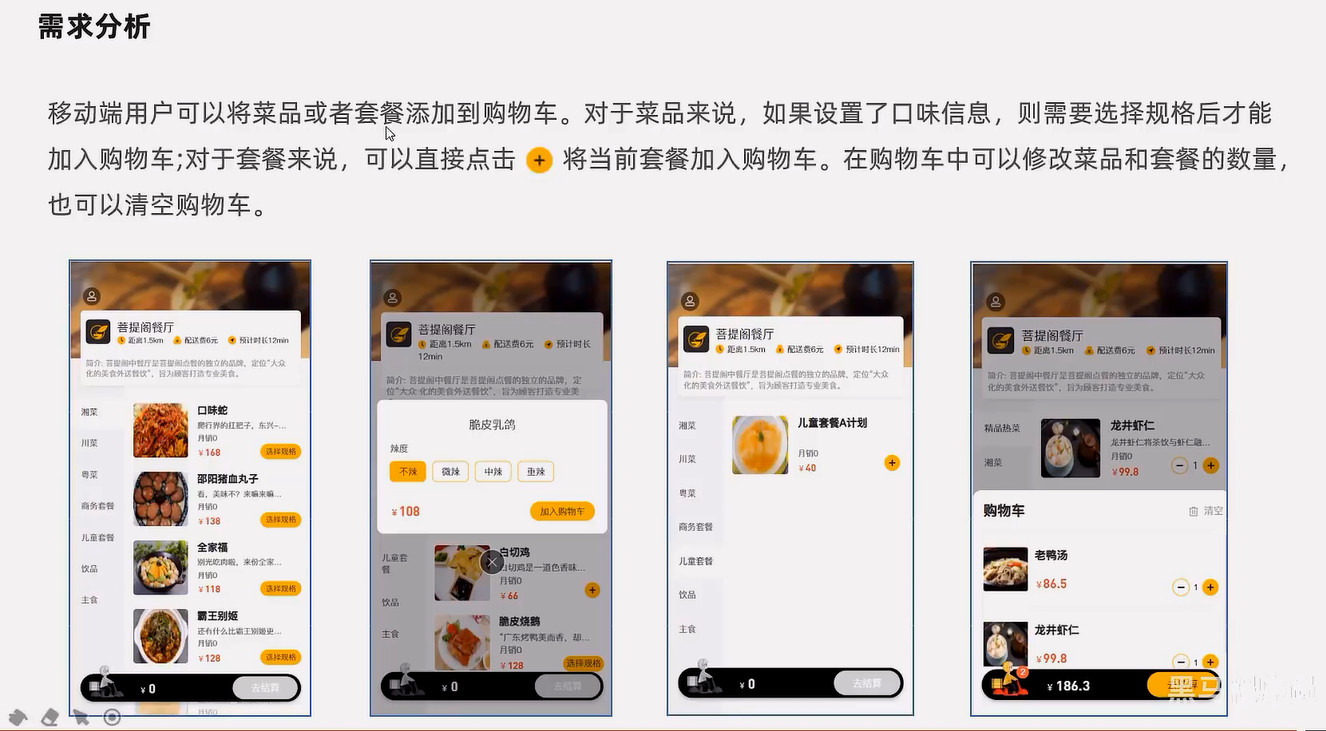 需求分析
移动端用户可以将菜品或者套餐添加到购物车。对于菜品来说，如果设置了口味信息，则需要选择规格后才能
加入购物车;对于套餐来说，可以直接点击 + 将当前套餐加入购物车。在购物车中可以修改菜品和套餐的数量，
也可以清空购物车。
菩提阁餐厅
距离1.5km 配送费6元 预计时长12min
简介: 菩提阁中餐厅是菩提阁点餐的独立的品牌，定位“大众
化的美食外送餐饮”，旨为顾客打造专业美食。
湘菜
川菜
粤菜
商务套餐
儿童套餐
饮品
主食
口味蛇
爬行界的扛把子，东兴-...
月销0
¥168 选择规格
邵阳猪血丸子
看，美味不？来嘛来嘛...
月销0
¥138 选择规格
全家福
别光吃肉啦，来份全家...
月销0
¥118 选择规格
霸王别姬
还有什么比霸王别姬更...
月销0
¥128 选择规格
¥0 去结算
菩提阁餐厅
距离1.5km 配送费6元 预计时长
12min
简介: 菩提阁中餐厅是菩提阁点餐的独立的品牌，定
位“大众化的美食外送餐饮”，旨为顾客打造专业美
脆皮乳鸽
辣度
不辣 微辣 中辣 重辣
¥108 加入购物车
儿童套
餐
饮品
主食
白切鸡
白切鸡是一道色香味...
月销0
¥66
脆皮烧鹅
“广东烤鸭美而香，却...
月销0
¥128 选择规格
¥0 去结算
菩提阁餐厅
距离1.5km 配送费6元 预计时长12min
简介: 菩提阁中餐厅是菩提阁点餐的独立的品牌，定位“大众
化的美食外送餐饮”，旨为顾客打造专业美食。
湘菜
川菜
粤菜
商务套餐
儿童套餐
饮品
主食
儿童套餐A计划
月销0
¥40
¥0 去结算
菩提阁餐厅
距离1.5km 配送费6元 预计时长12min
简介: 菩提阁中餐厅是菩提阁点餐的独立的品牌，定位“大众
化的美食外送餐饮”，旨为顾客打造专业美食。
精品热菜
湘菜
龙井虾仁
龙井虾仁将茶饮与虾仁融...
月销0
¥99.8 1
购物车 清空
老鸭汤
¥86.5 1
龙井虾仁
¥99.8 1
2
¥186.3